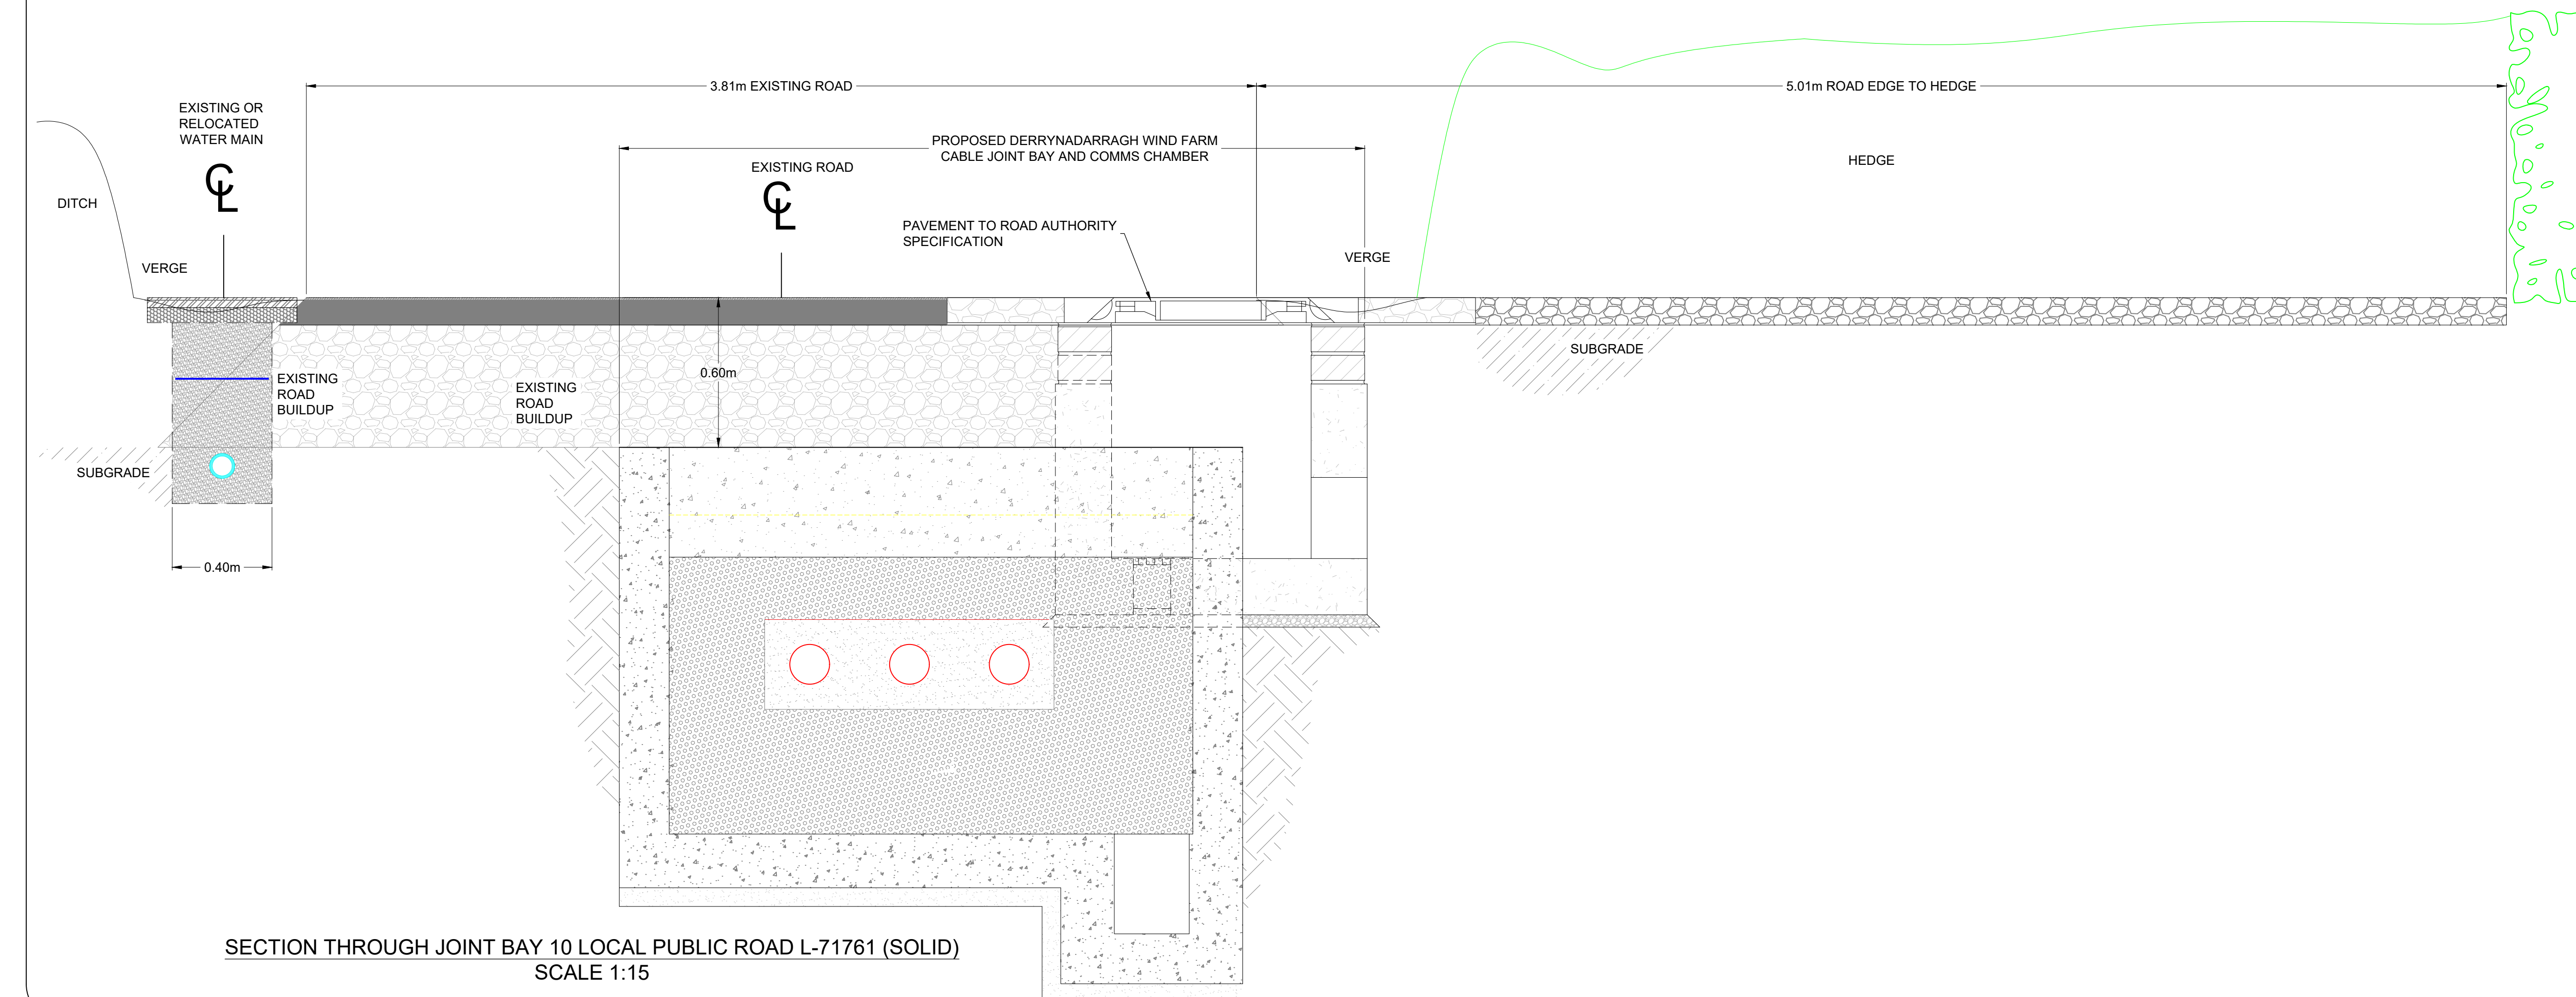 3.81m EXISTING ROAD
5.01m ROAD EDGE TO HEDGE
EXISTING OR
RELOCATED
WATER MAIN
℄
PROPOSED DERRYNADARRAGH WIND FARM
CABLE JOINT BAY AND COMMS CHAMBER
EXISTING ROAD
℄
HEDGE
DITCH
PAVEMENT TO ROAD AUTHORITY
SPECIFICATION
VERGE
VERGE
SUBGRADE
0.60m
EXISTING
ROAD
BUILDUP
EXISTING
ROAD
BUILDUP
SUBGRADE
0.40m
SECTION THROUGH JOINT BAY 10 LOCAL PUBLIC ROAD L-71761 (SOLID)
SCALE 1:15